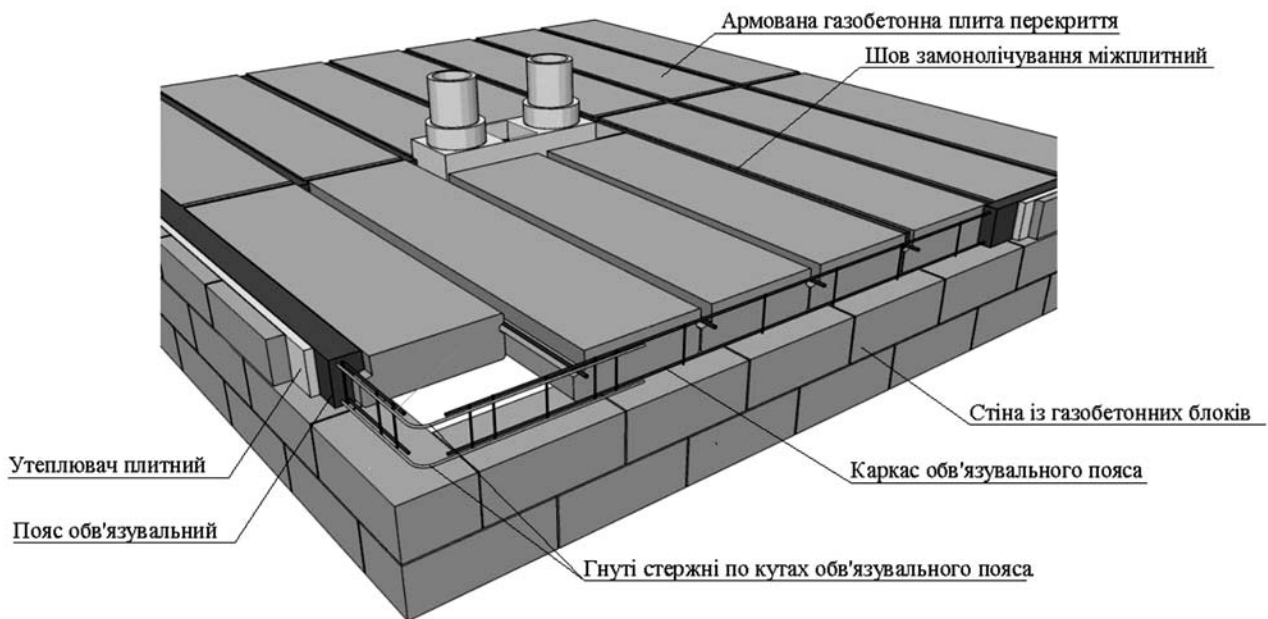 Армована газобетонна плита перекриття
Шов замонолічування міжплитний
Стіна із газобетонних блоків
Утеплювач плитний
Каркас обв'язувального пояса
Пояс обв'язувальний
Гнуті стержні по кутах обв'язувального пояса